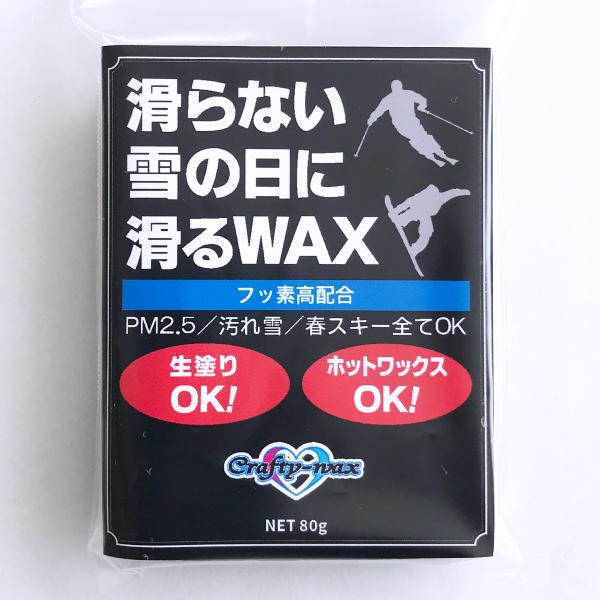 滑らない
雪の日に
滑るWAX
フッ素高配合
PM2.5／汚れ雪／春スキー全てOK
生塗り
OK!
ホットワックス
OK!
Crafty-wax
NET 80g